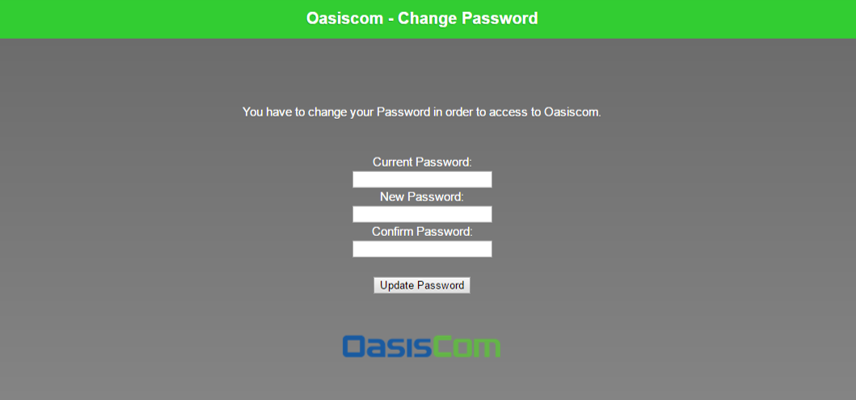 Oasiscom - Change Password
You have to change your Password in order to access to Oasiscom.
Current Password:
New Password:
Confirm Password:
Update Password
OasisCom